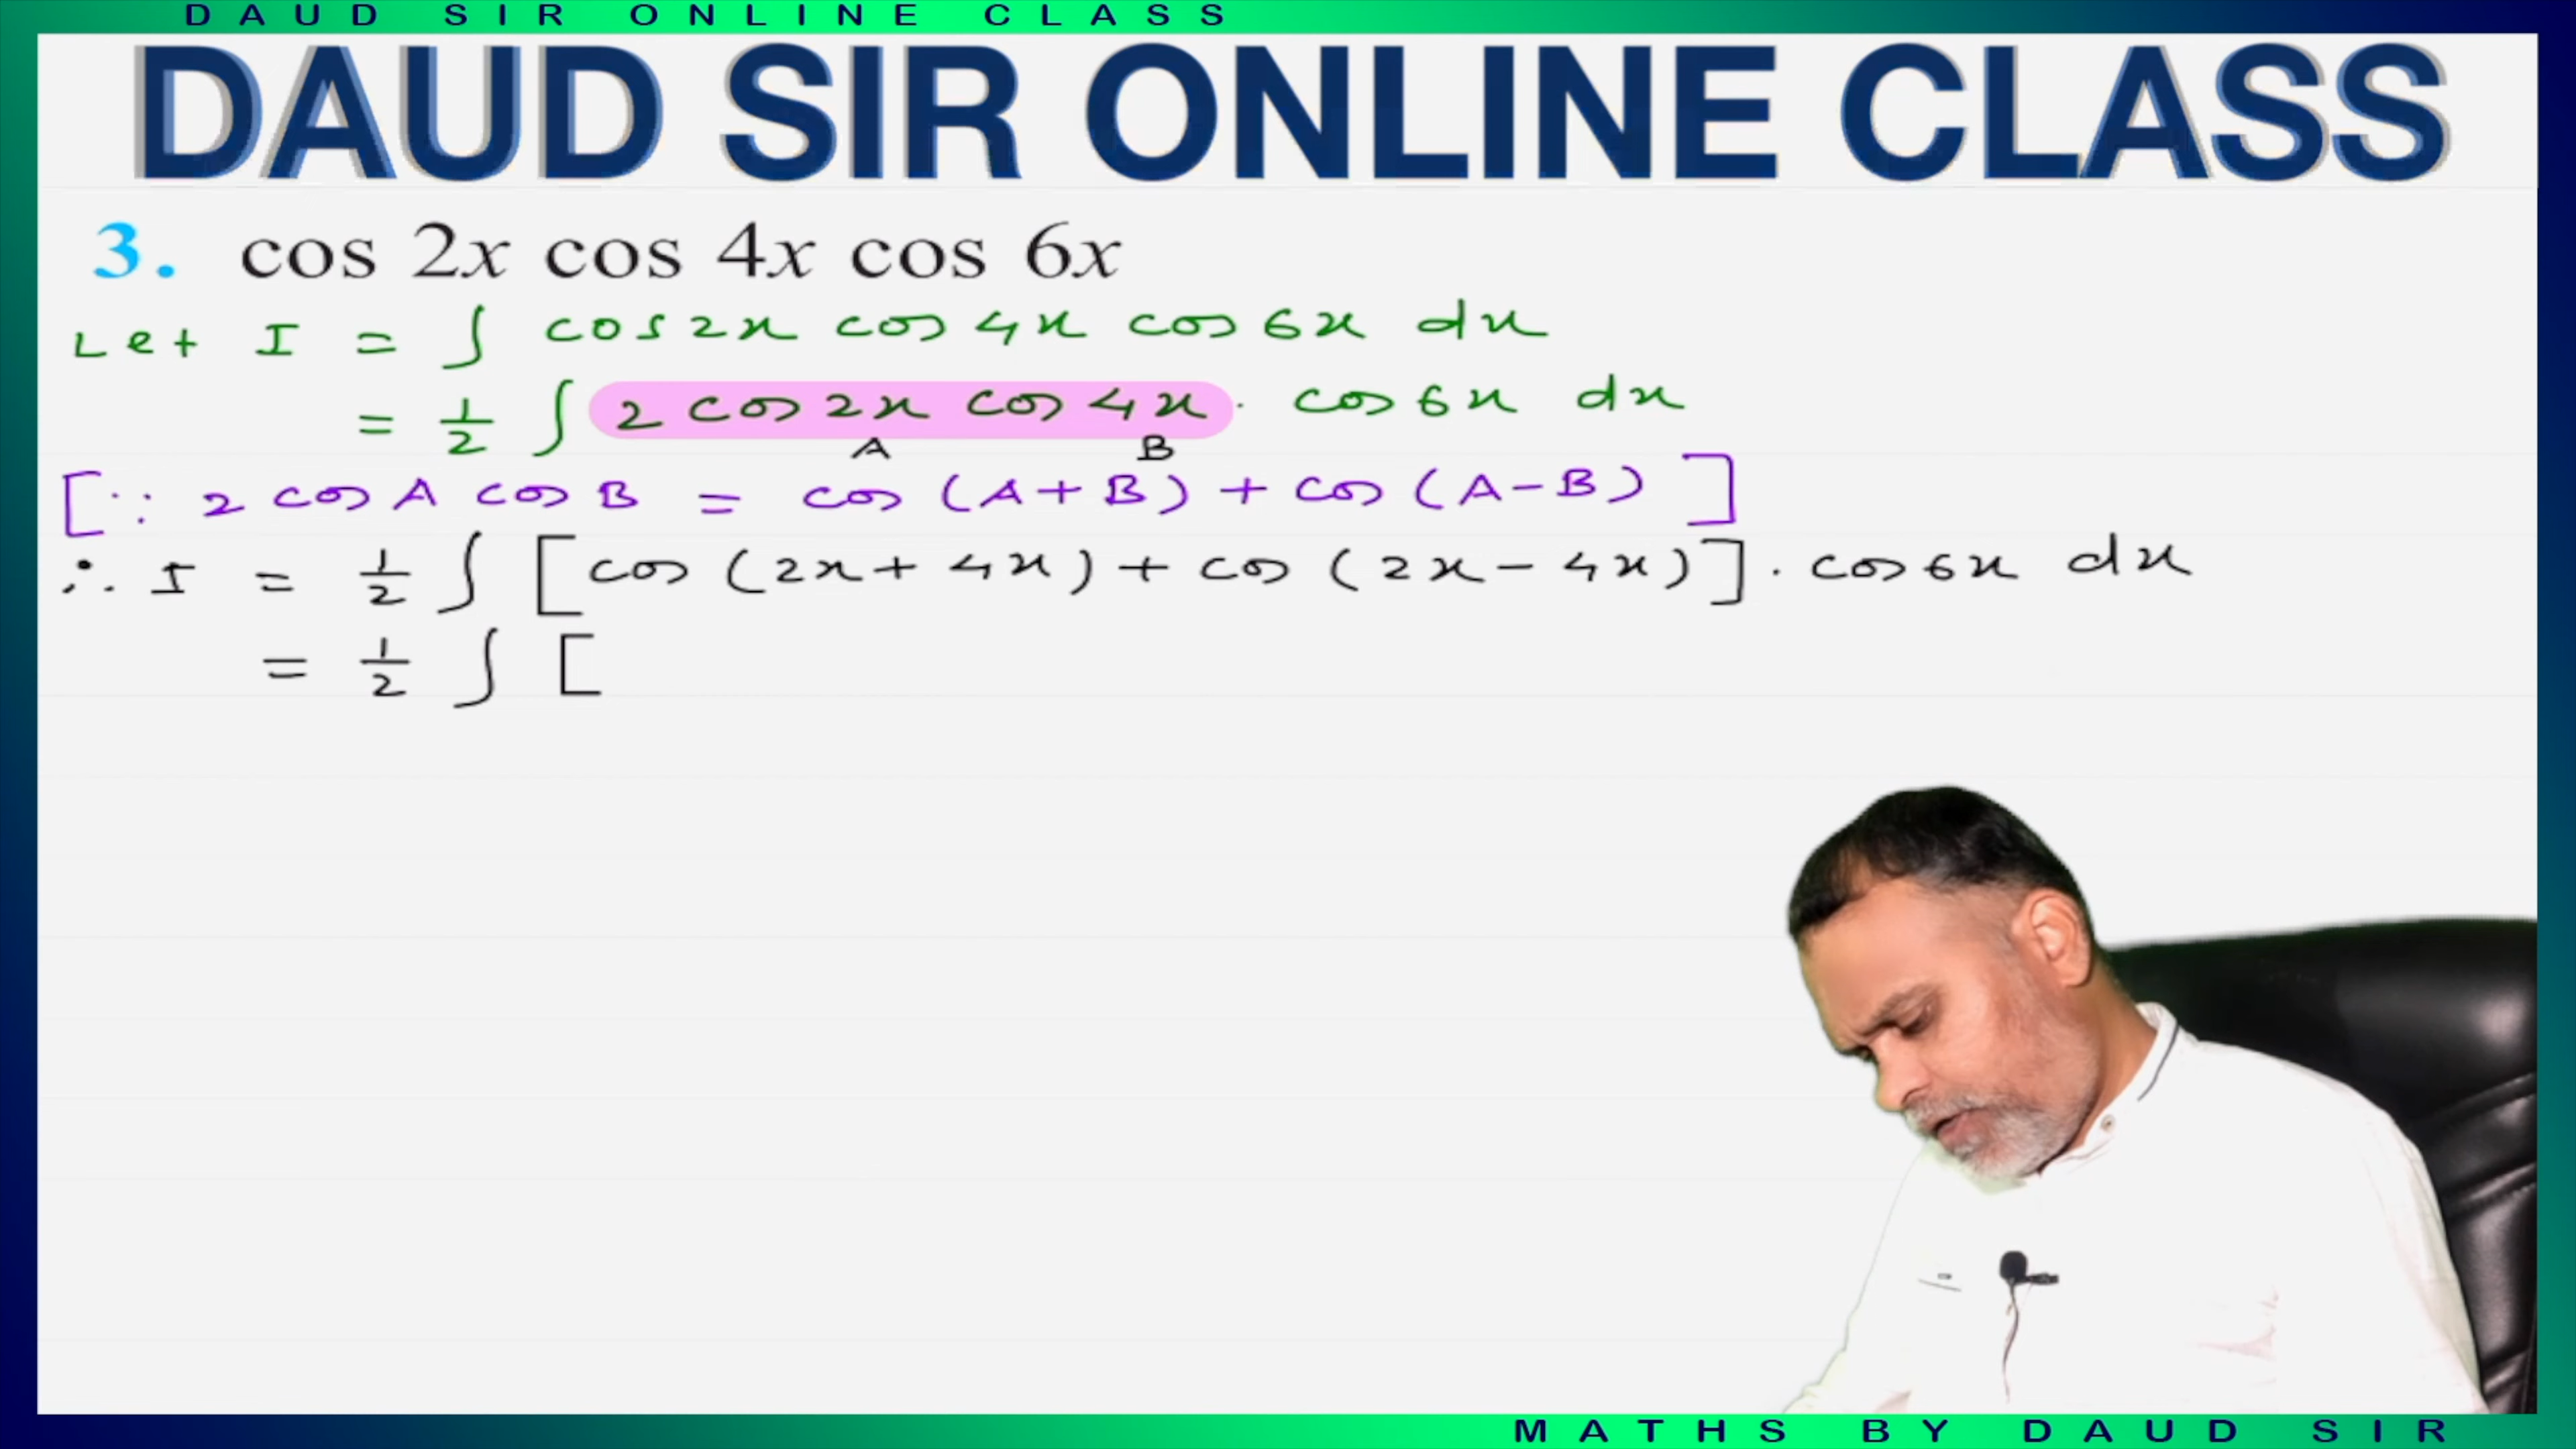 DAUD SIR ONLINE CLASS
DAUD SIR ONLINE CLASS
3. cos 2x cos 4x cos 6x
Let I = ∫ cos 2x cos 4x cos 6x dx
= 1/2 ∫ 2 cos 2x cos 4x · cos 6x dx
A B
[∵ 2 cos A cos B = cos (A+B) + cos (A-B) ]
∴ I = 1/2 ∫ [cos (2x + 4x) + cos (2x - 4x)] · cos 6x dx
= 1/2 ∫ [
MATHS BY DAUD SIR